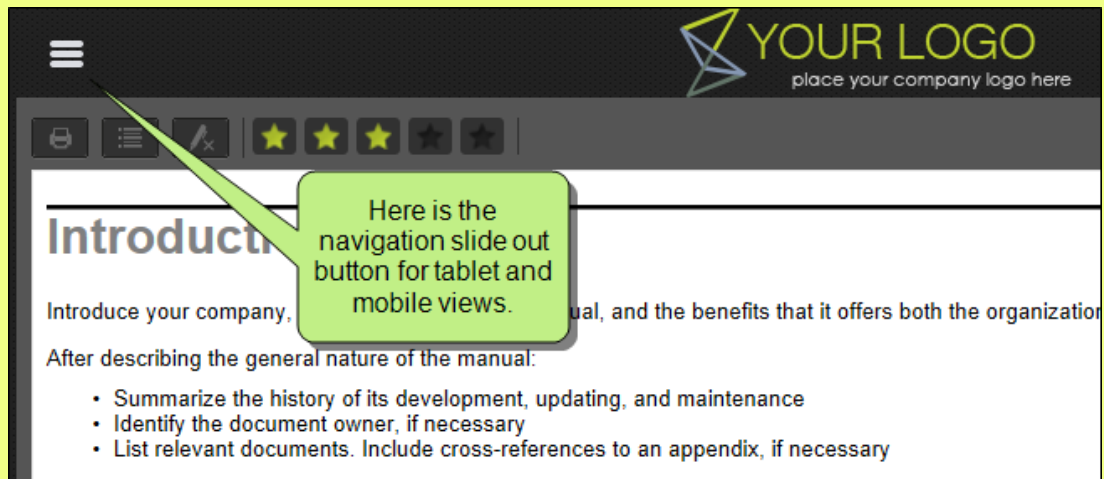 YOUR LOGO
place your company logo here
Here is the
navigation slide out
button for tablet and
mobile views.
Introduct
Introduce your company, ual, and the benefits that it offers both the organization
After describing the general nature of the manual:
• Summarize the history of its development, updating, and maintenance
• Identify the document owner, if necessary
• List relevant documents. Include cross-references to an appendix, if necessary